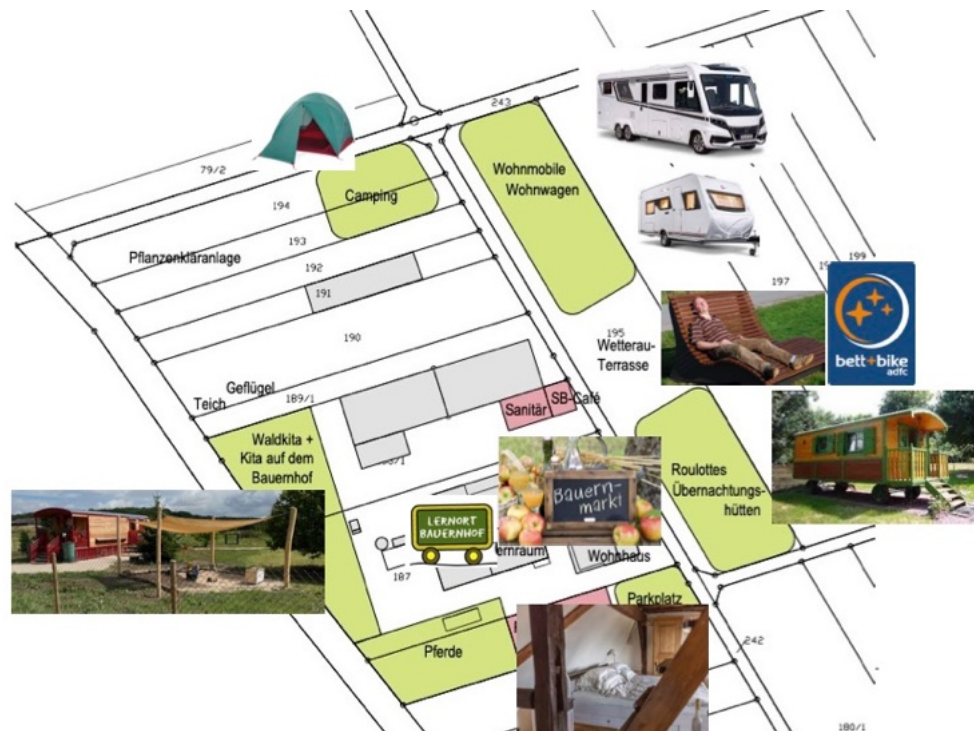 243
79/2
Wohnmobile
Wohnwagen
Camping
194
193
Pflanzenkläranlage
192
191
199
197
190
195
Wetterau-
Terrasse
bett+bike
adfc
Geflügel
Teich
189/1
Sanitär
SB-Café
Waldkita +
Kita auf dem
Bauernhof
Roulottes
Übernachtungs-
hütten
Bauern-
markt
LERNORT
BAUERNHOF
Wohnhaus
187
Parkplatz
Pferde
242
180/1